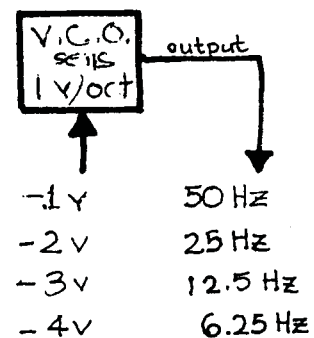 V.C.O.
sens
1 v/oct
output
-1 v 50 Hz
-2 v 25 Hz
-3 v 12.5 Hz
-4 v 6.25 Hz